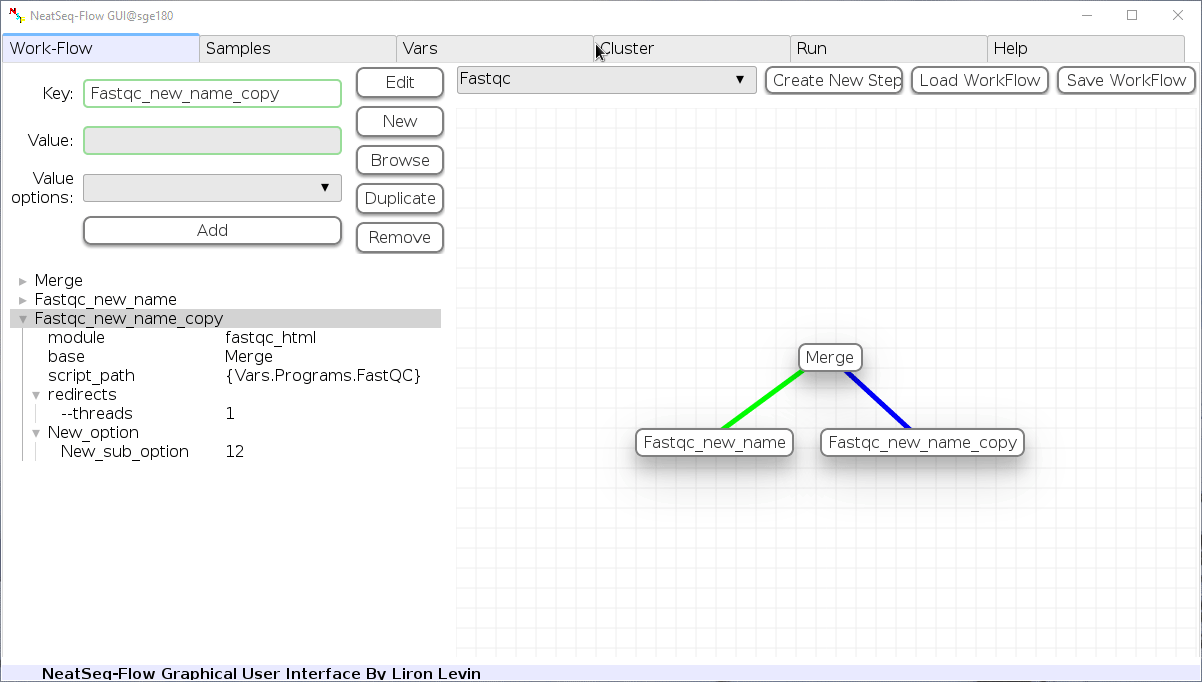 NeatSeq-Flow GUI@sge180
Work-Flow Samples Vars Cluster Run Help
Key: Fastqc_new_name_copy
Value:
Value
options:
Add
Edit
New
Browse
Duplicate
Remove
Fastqc Create New Step Load WorkFlow Save WorkFlow
Merge
Fastqc_new_name
Fastqc_new_name_copy
module fastqc_html
base Merge
script_path {Vars.Programs.FastQC}
redirects
--threads 1
New_option
New_sub_option 12
Merge
Fastqc_new_name Fastqc_new_name_copy
NeatSeq-Flow Graphical User Interface By Liron Levin